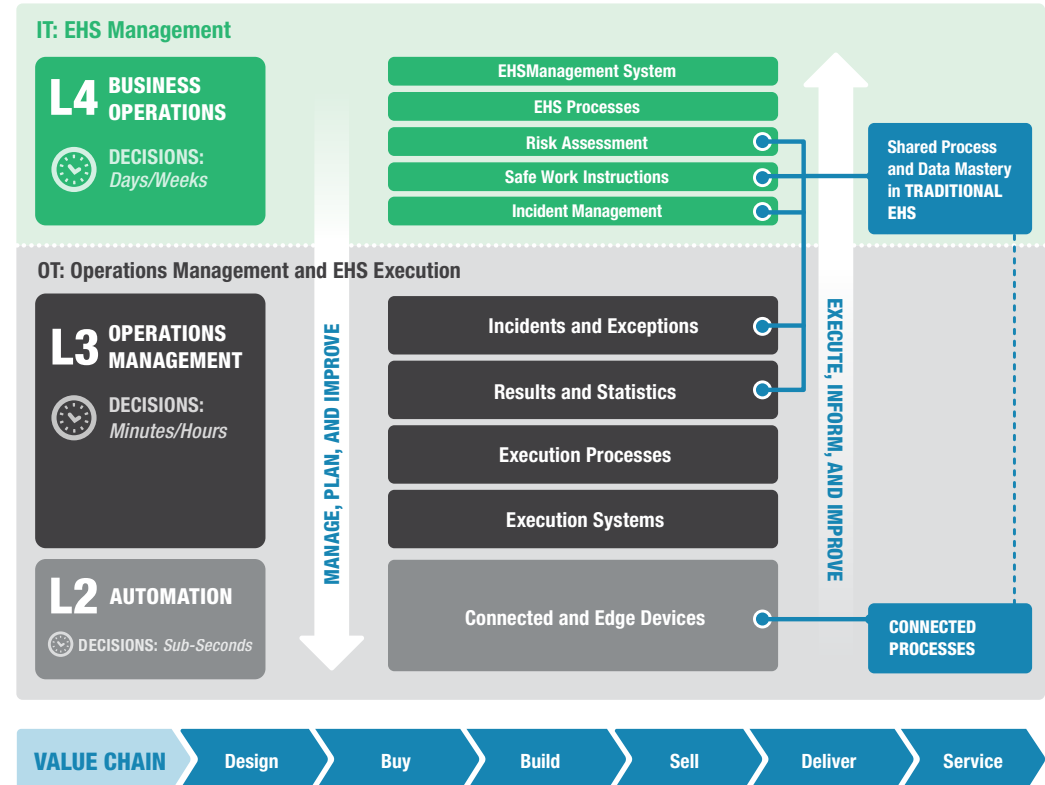 IT: EHS Management
L4
BUSINESS
OPERATIONS
DECISIONS:
Days/Weeks
EHSManagement System
EHS Processes
Risk Assessment
Safe Work Instructions
Incident Management
Shared Process
and Data Mastery
in TRADITIONAL
EHS
OT: Operations Management and EHS Execution
L3
OPERATIONS
MANAGEMENT
DECISIONS:
Minutes/Hours
MANAGE, PLAN, AND IMPROVE
Incidents and Exceptions
Results and Statistics
Execution Processes
Execution Systems
EXECUTE, INFORM, AND IMPROVE
L2 AUTOMATION
DECISIONS: Sub-Seconds
Connected and Edge Devices
CONNECTED
PROCESSES
VALUE CHAIN
Design
Buy
Build
Sell
Deliver
Service